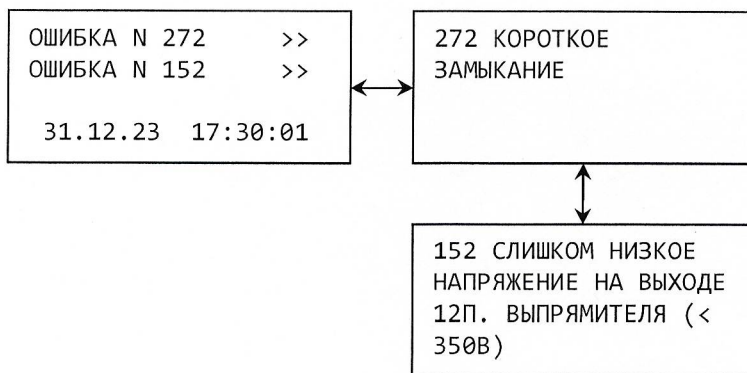 ОШИБКА N 272 >>
ОШИБКА N 152 >>
31.12.23 17:30:01
272 КОРОТКОЕ
ЗАМЫКАНИЕ
152 СЛИШКОМ НИЗКОЕ
НАПРЯЖЕНИЕ НА ВЫХОДЕ
12П. ВЫПРЯМИТЕЛЯ (<
350В)